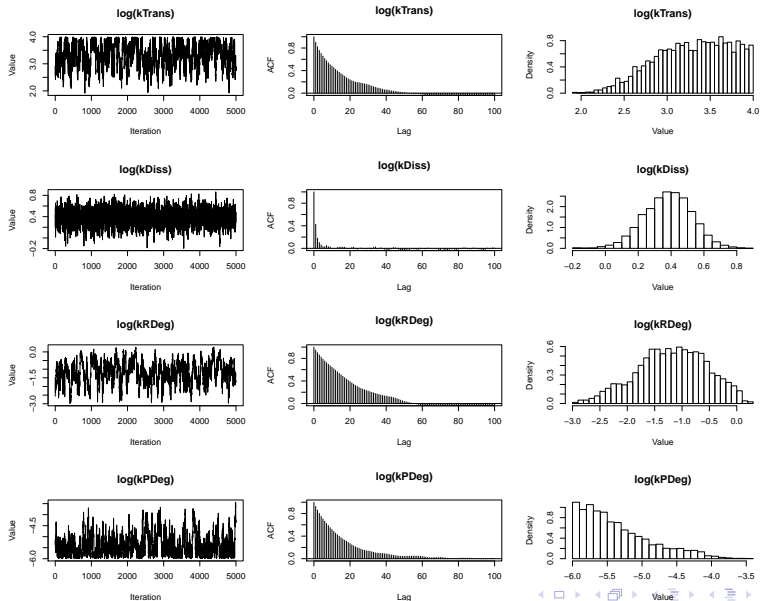 log(kTrans)
Value
2.0 3.0 4.0
0 1000 2000 3000 4000 5000
Iteration
log(kTrans)
ACF
0.0 0.4 0.8
0 20 40 60 80 100
Lag
log(kTrans)
Density
0.0 0.4 0.8
2.0 2.5 3.0 3.5 4.0
Value
log(kDiss)
Value
−0.2 0.4 0.8
0 1000 2000 3000 4000 5000
Iteration
log(kDiss)
ACF
0.0 0.4 0.8
0 20 40 60 80 100
Lag
log(kDiss)
Density
0.0 1.0 2.0
−0.2 0.0 0.2 0.4 0.6 0.8
Value
log(kRDeg)
Value
−3.0 −1.5 0.0
0 1000 2000 3000 4000 5000
Iteration
log(kRDeg)
ACF
0.0 0.4 0.8
0 20 40 60 80 100
Lag
log(kRDeg)
Density
0.0 0.3 0.6
−3.0 −2.5 −2.0 −1.5 −1.0 −0.5 0.0
Value
log(kPDeg)
Value
−6.0 −4.5
0 1000 2000 3000 4000 5000
Iteration
log(kPDeg)
ACF
0.0 0.4 0.8
0 20 40 60 80 100
Lag
log(kPDeg)
Density
0.0 0.4 0.8
−6.0 −5.5 −5.0 −4.5 −4.0 −3.5
Value